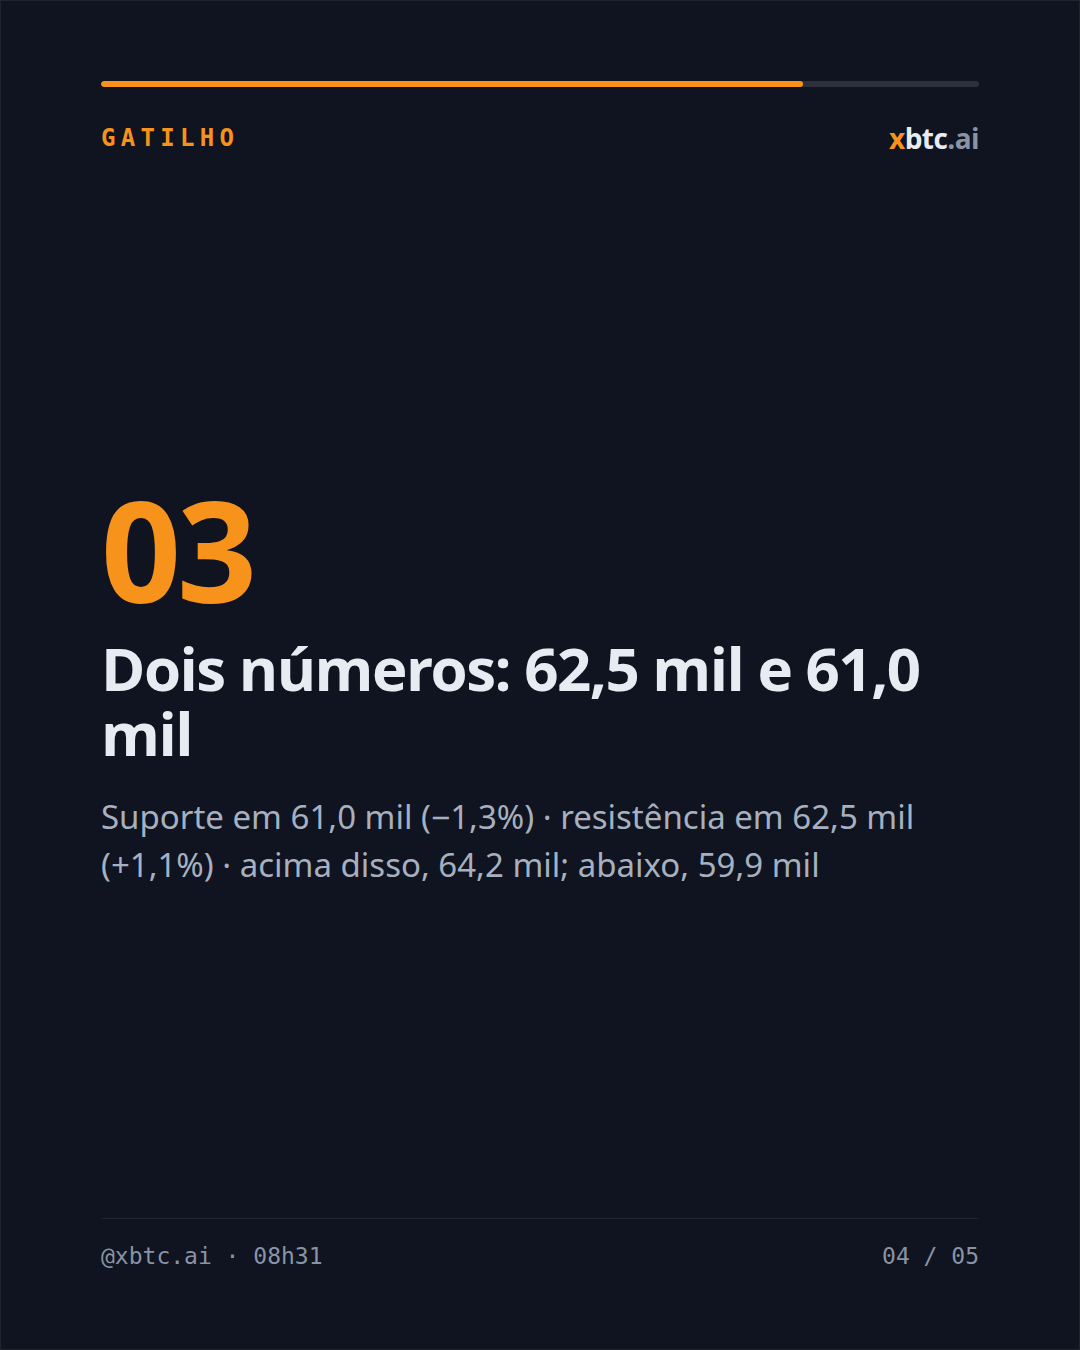 GATILHO
xbtc.ai
03
Dois números: 62,5 mil e 61,0
mil
Suporte em 61,0 mil (−1,3%) · resistência em 62,5 mil
(+1,1%) · acima disso, 64,2 mil; abaixo, 59,9 mil
@xbtc.ai · 08h31
04 / 05